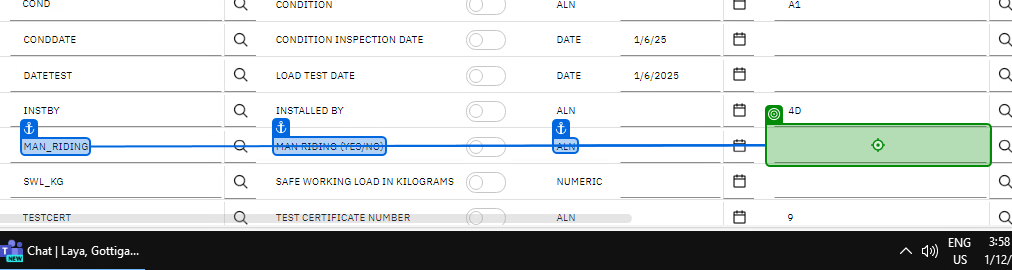 COND CONDITION ALN A1
CONDDATE CONDITION INSPECTION DATE DATE 1/6/25
DATETEST LOAD TEST DATE DATE 1/6/2025
INSTBY INSTALLED BY ALN 4D
MAN_RIDING MAN RIDING (YES/NO) ALN
SWL_KG SAFE WORKING LOAD IN KILOGRAMS NUMERIC
TESTCERT TEST CERTIFICATE NUMBER ALN 9
T NEW Chat | Laya, Gottiga... ENG 3:58
US 1/12/